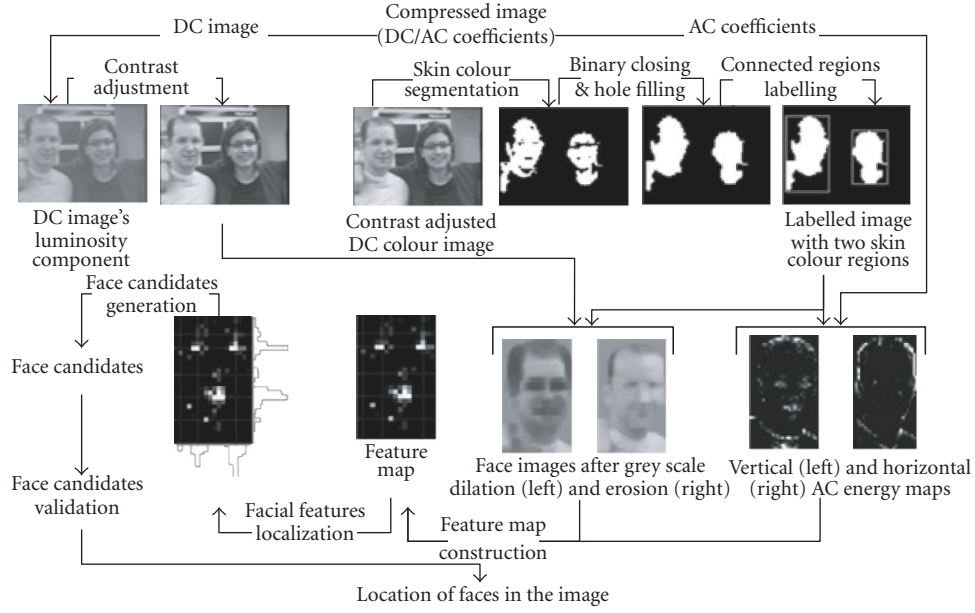 Compressed image
(DC/AC coefficients)
DC image
AC coefficients
Contrast
adjustment
Skin colour
segmentation
Binary closing
& hole filling
Connected regions
labelling
DC image's
luminosity
component
Contrast adjusted
DC colour image
Labelled image
with two skin
colour regions
Face candidates
generation
Face candidates
Feature
map
Face images after grey scale
dilation (left) and erosion (right)
Vertical (left) and horizontal
(right) AC energy maps
Face candidates
validation
Facial features
localization
Feature map
construction
Location of faces in the image